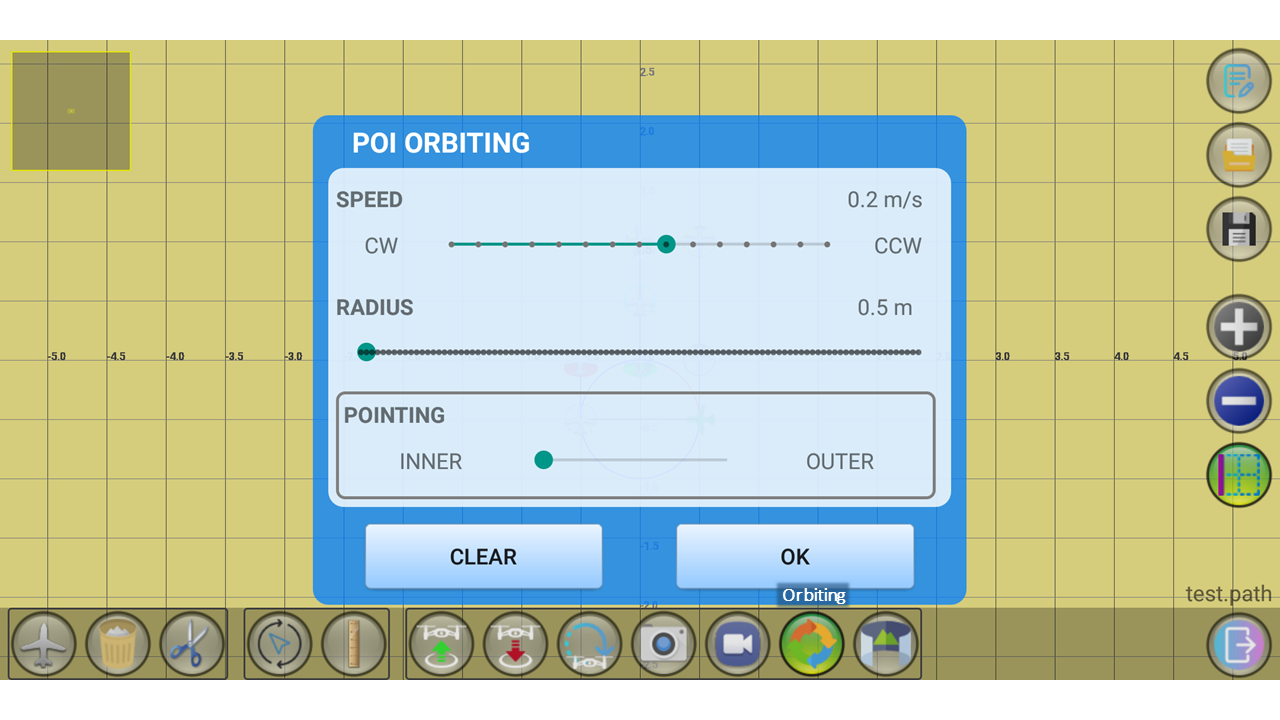 2.5
2.0
POI ORBITING
SPEED 0.2 m/s
CW CCW
RADIUS 0.5 m
-5.0 -4.5 -4.0 -3.5 -3.0 3.0 3.5 4.0 4.5 5.0
POINTING
INNER OUTER
-1.5
CLEAR OK
Orbiting
test.path
-2.0
-2.5